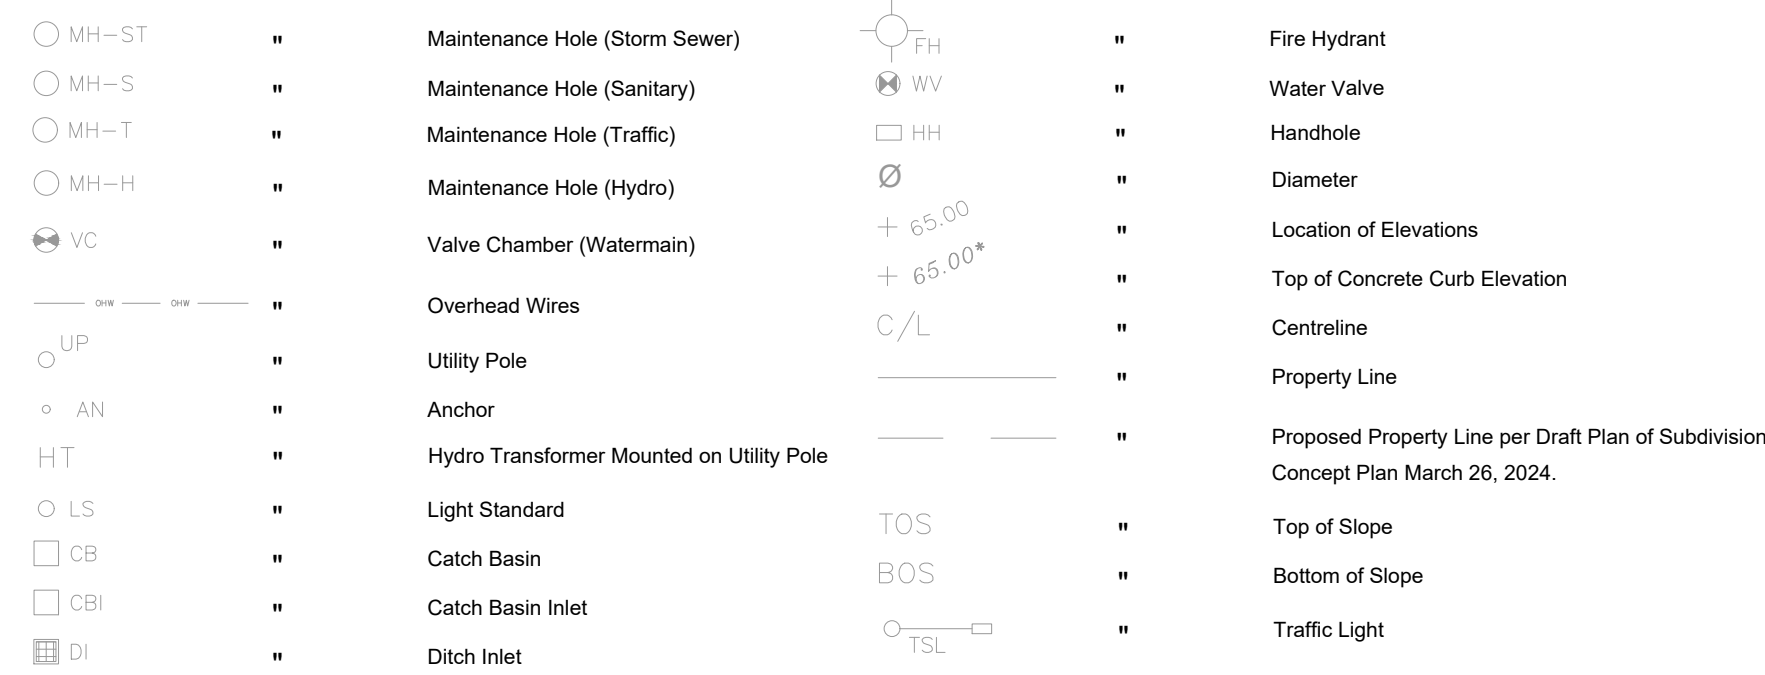 MH-ST " Maintenance Hole (Storm Sewer)
MH-S " Maintenance Hole (Sanitary)
MH-T " Maintenance Hole (Traffic)
MH-H " Maintenance Hole (Hydro)
VC " Valve Chamber (Watermain)
OHW OHW " Overhead Wires
UP " Utility Pole
AN " Anchor
HT " Hydro Transformer Mounted on Utility Pole
LS " Light Standard
CB " Catch Basin
CBI " Catch Basin Inlet
DI " Ditch Inlet
FH " Fire Hydrant
WV " Water Valve
HH " Handhole
Ø " Diameter
+ 65.00 " Location of Elevations
+ 65.00* " Top of Concrete Curb Elevation
C/L " Centreline
" Property Line
" Proposed Property Line per Draft Plan of Subdivision
Concept Plan March 26, 2024.
TOS " Top of Slope
BOS " Bottom of Slope
TSL " Traffic Light